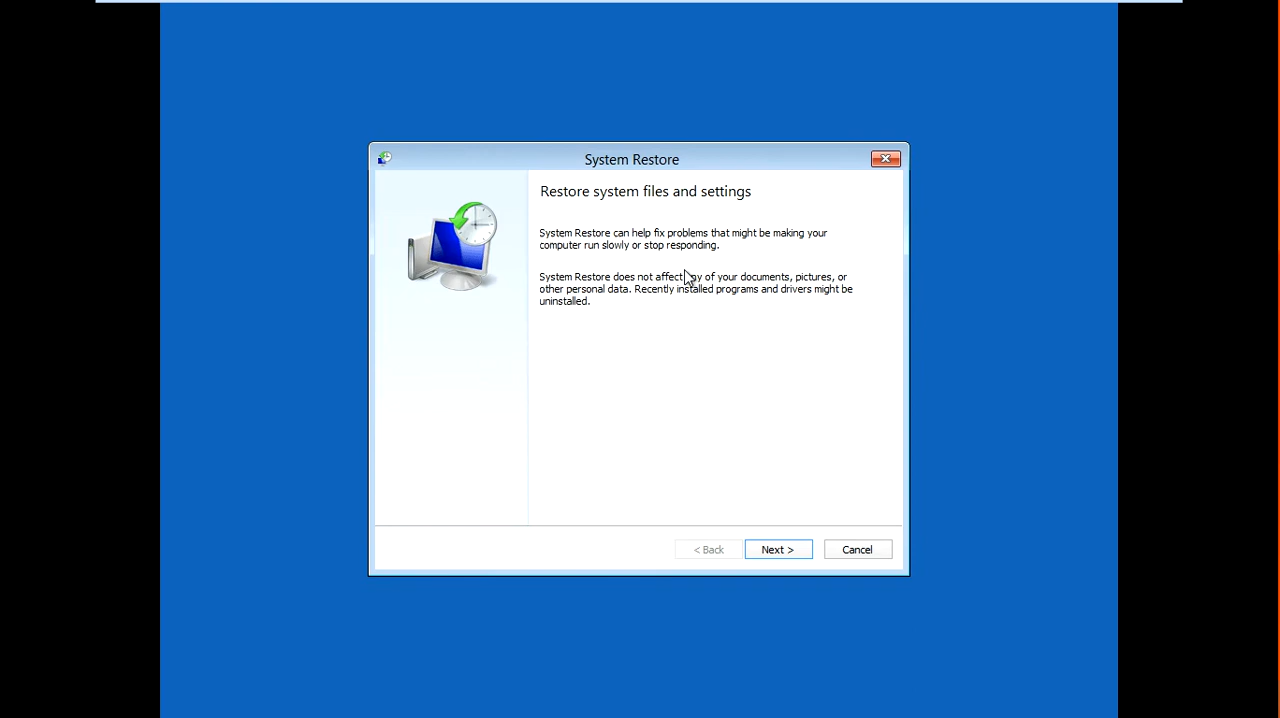 System Restore
Restore system files and settings
System Restore can help fix problems that might be making your
computer run slowly or stop responding.
System Restore does not affect any of your documents, pictures, or
other personal data. Recently installed programs and drivers might be
uninstalled.
< Back
Next >
Cancel